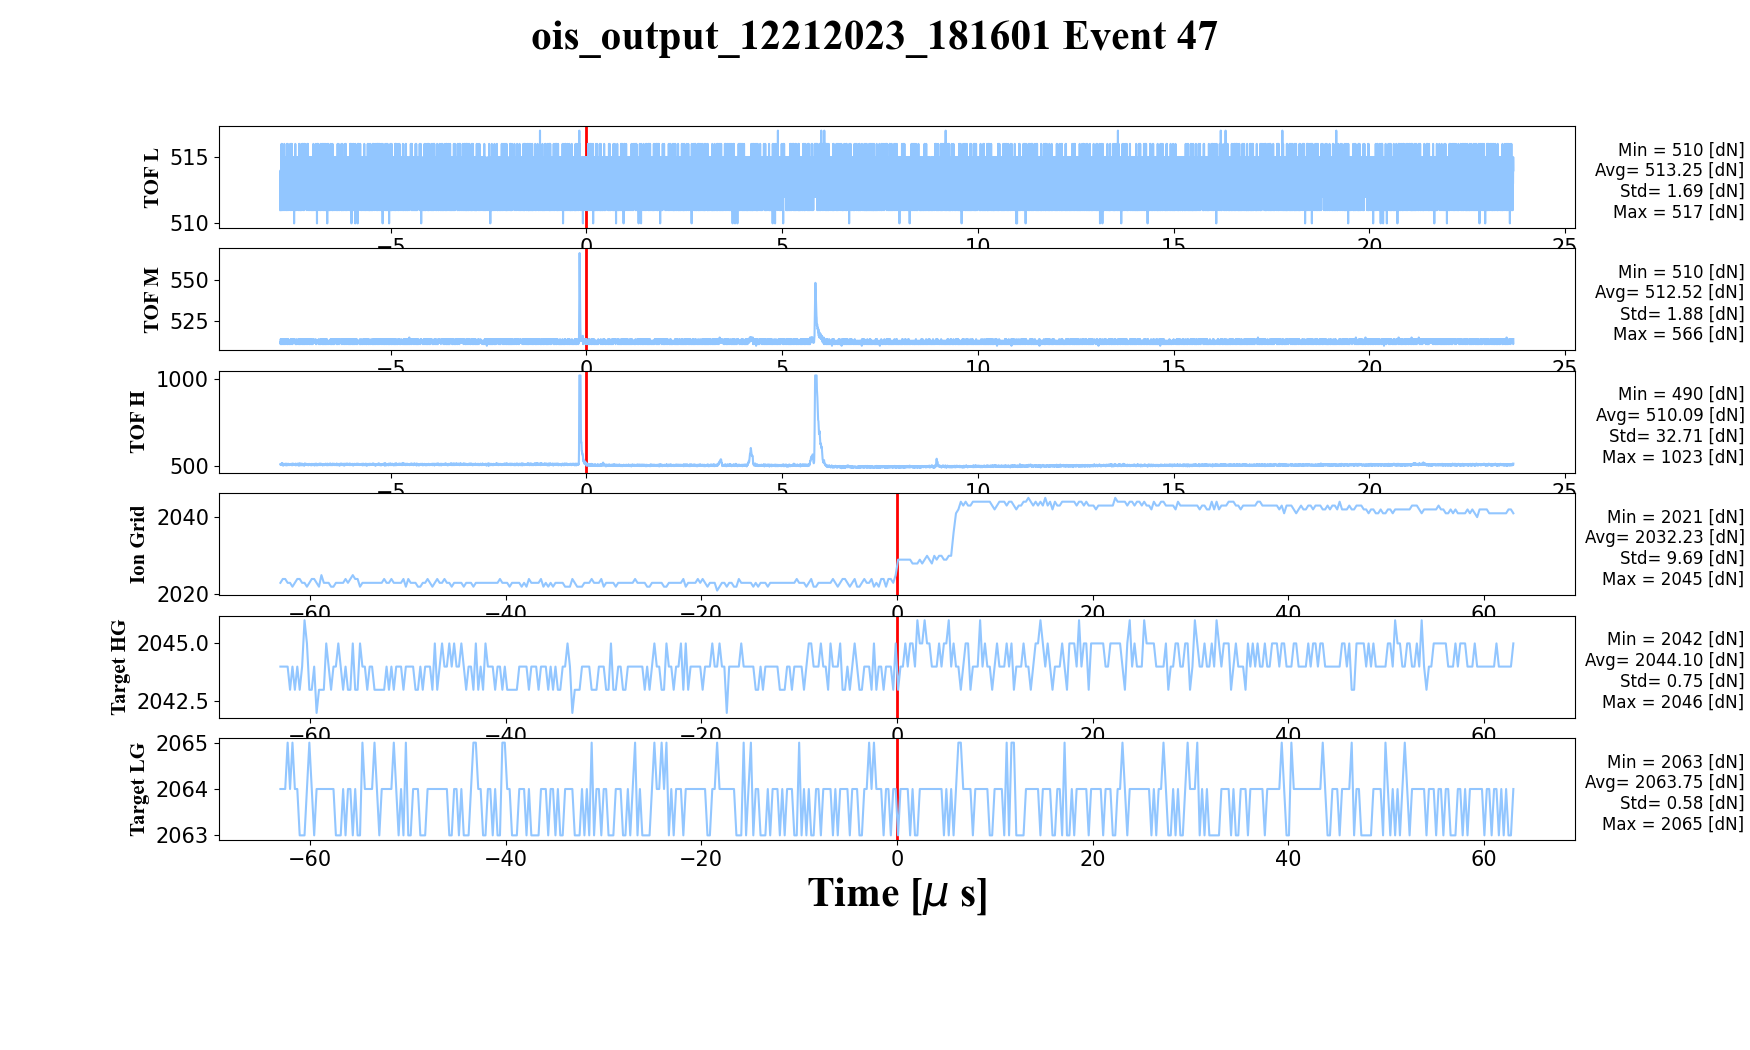 ois_output_12212023_181601 Event 47
TOF L
515
510
−5
0
5
10
15
20
25
Min = 510 [dN]
Avg= 513.25 [dN]
Std= 1.69 [dN]
Max = 517 [dN]
TOF M
550
525
−5
0
5
10
15
20
25
Min = 510 [dN]
Avg= 512.52 [dN]
Std= 1.88 [dN]
Max = 566 [dN]
TOF H
1000
500
−5
0
5
10
15
20
25
Min = 490 [dN]
Avg= 510.09 [dN]
Std= 32.71 [dN]
Max = 1023 [dN]
Ion Grid
2040
2020
−60
−40
−20
0
20
40
60
Min = 2021 [dN]
Avg= 2032.23 [dN]
Std= 9.69 [dN]
Max = 2045 [dN]
Target HG
2045.0
2042.5
−60
−40
−20
0
20
40
60
Min = 2042 [dN]
Avg= 2044.10 [dN]
Std= 0.75 [dN]
Max = 2046 [dN]
Target LG
2065
2064
2063
−60
−40
−20
0
20
40
60
Min = 2063 [dN]
Avg= 2063.75 [dN]
Std= 0.58 [dN]
Max = 2065 [dN]
Time [μ s]